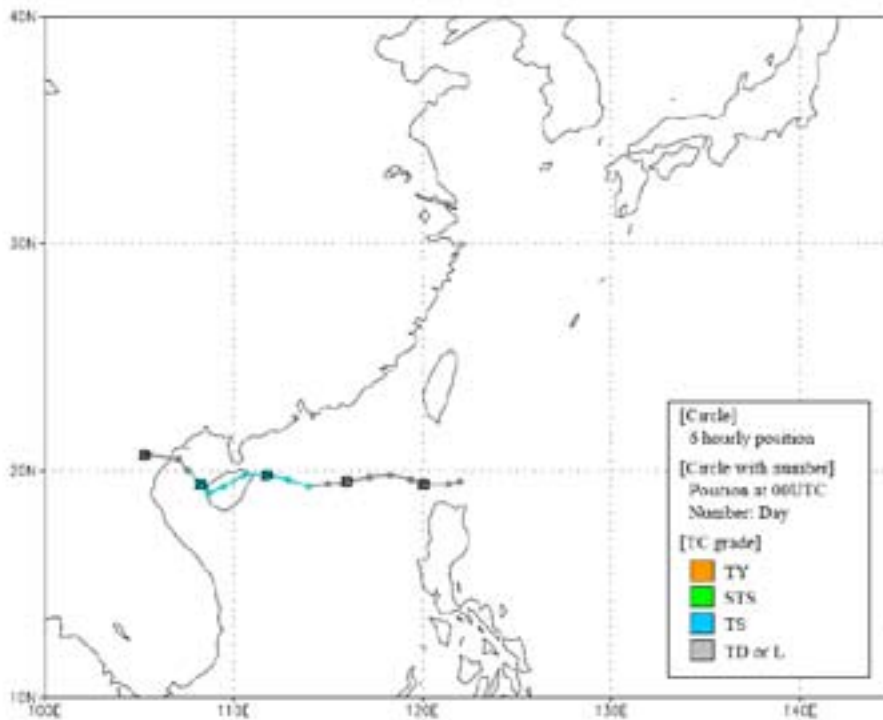 40N
30N
20N
10N
100E 110E 120E 130E 140E
[Circle]
6 hourly position
[Circle with number]
Position at 00UTC
Number: Day
[TC grade]
TY
STS
TS
TD or L